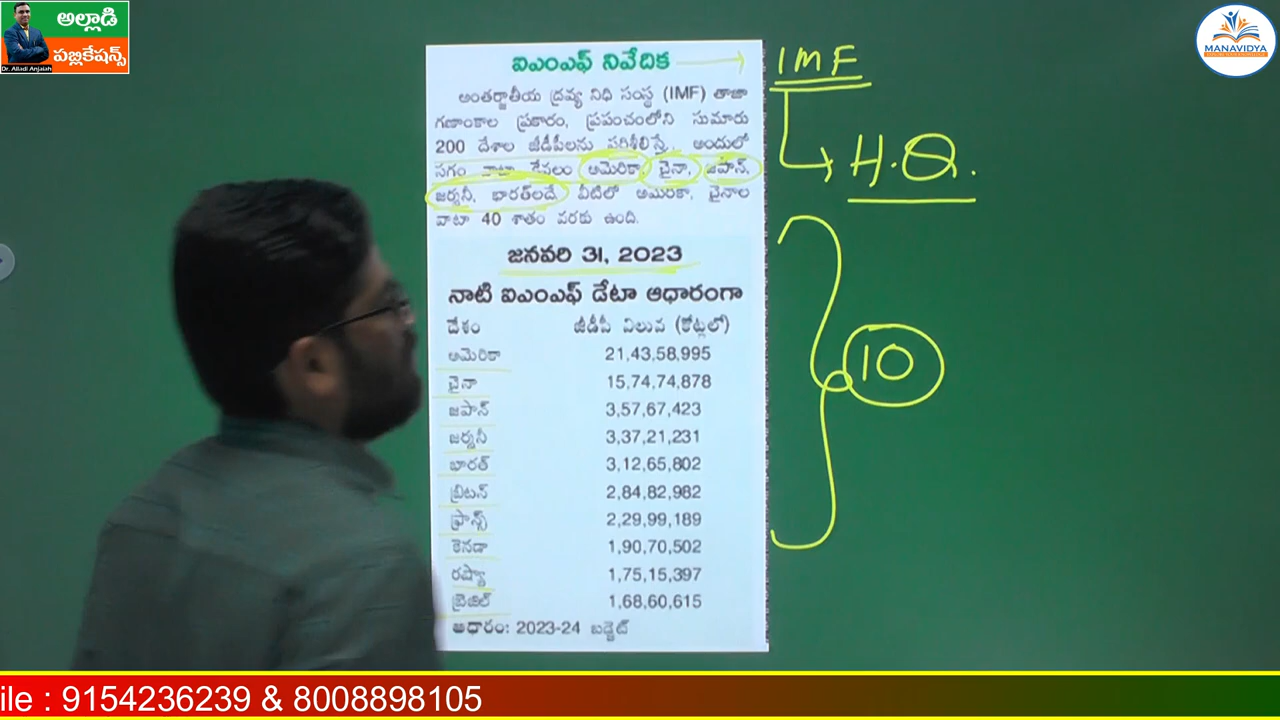 అల్లాడి
పబ్లికేషన్స్
Dr. Alladi Anjaiah
MANAVIDYA
ఐఎంఎఫ్ నివేదిక
IMF
అంతర్జాతీయ ద్రవ్య నిధి సంస్థ (IMF) తాజా
గణాంకాల ప్రకారం, ప్రపంచంలోని సుమారు
200 దేశాల జీడీపీలను పరిశీలిస్తే, అందులో
సగం వాటా కేవలం అమెరికా, చైనా, జపాన్,
జర్మనీ, భారత్‌లదే వీటిలో అమెరికా, చైనాల
వాటా 40 శాతం వరకు ఉంది.
H.Q.
జనవరి 31, 2023
నాటి ఐఎంఎఫ్ డేటా ఆధారంగా
దేశం జీడీపీ విలువ (కోట్లలో)
అమెరికా 21,43,58,995
చైనా 15,74,74,878
జపాన్ 3,57,67,423
జర్మనీ 3,37,21,231
భారత్ 3,12,65,802
బ్రిటన్ 2,84,82,982
ఫ్రాన్స్ 2,29,99,189
కెనడా 1,90,70,502
రష్యా 1,75,15,397
బ్రెజిల్ 1,68,60,615
ఆధారం: 2023-24 బడ్జెట్
10
ile : 9154236239 & 8008898105